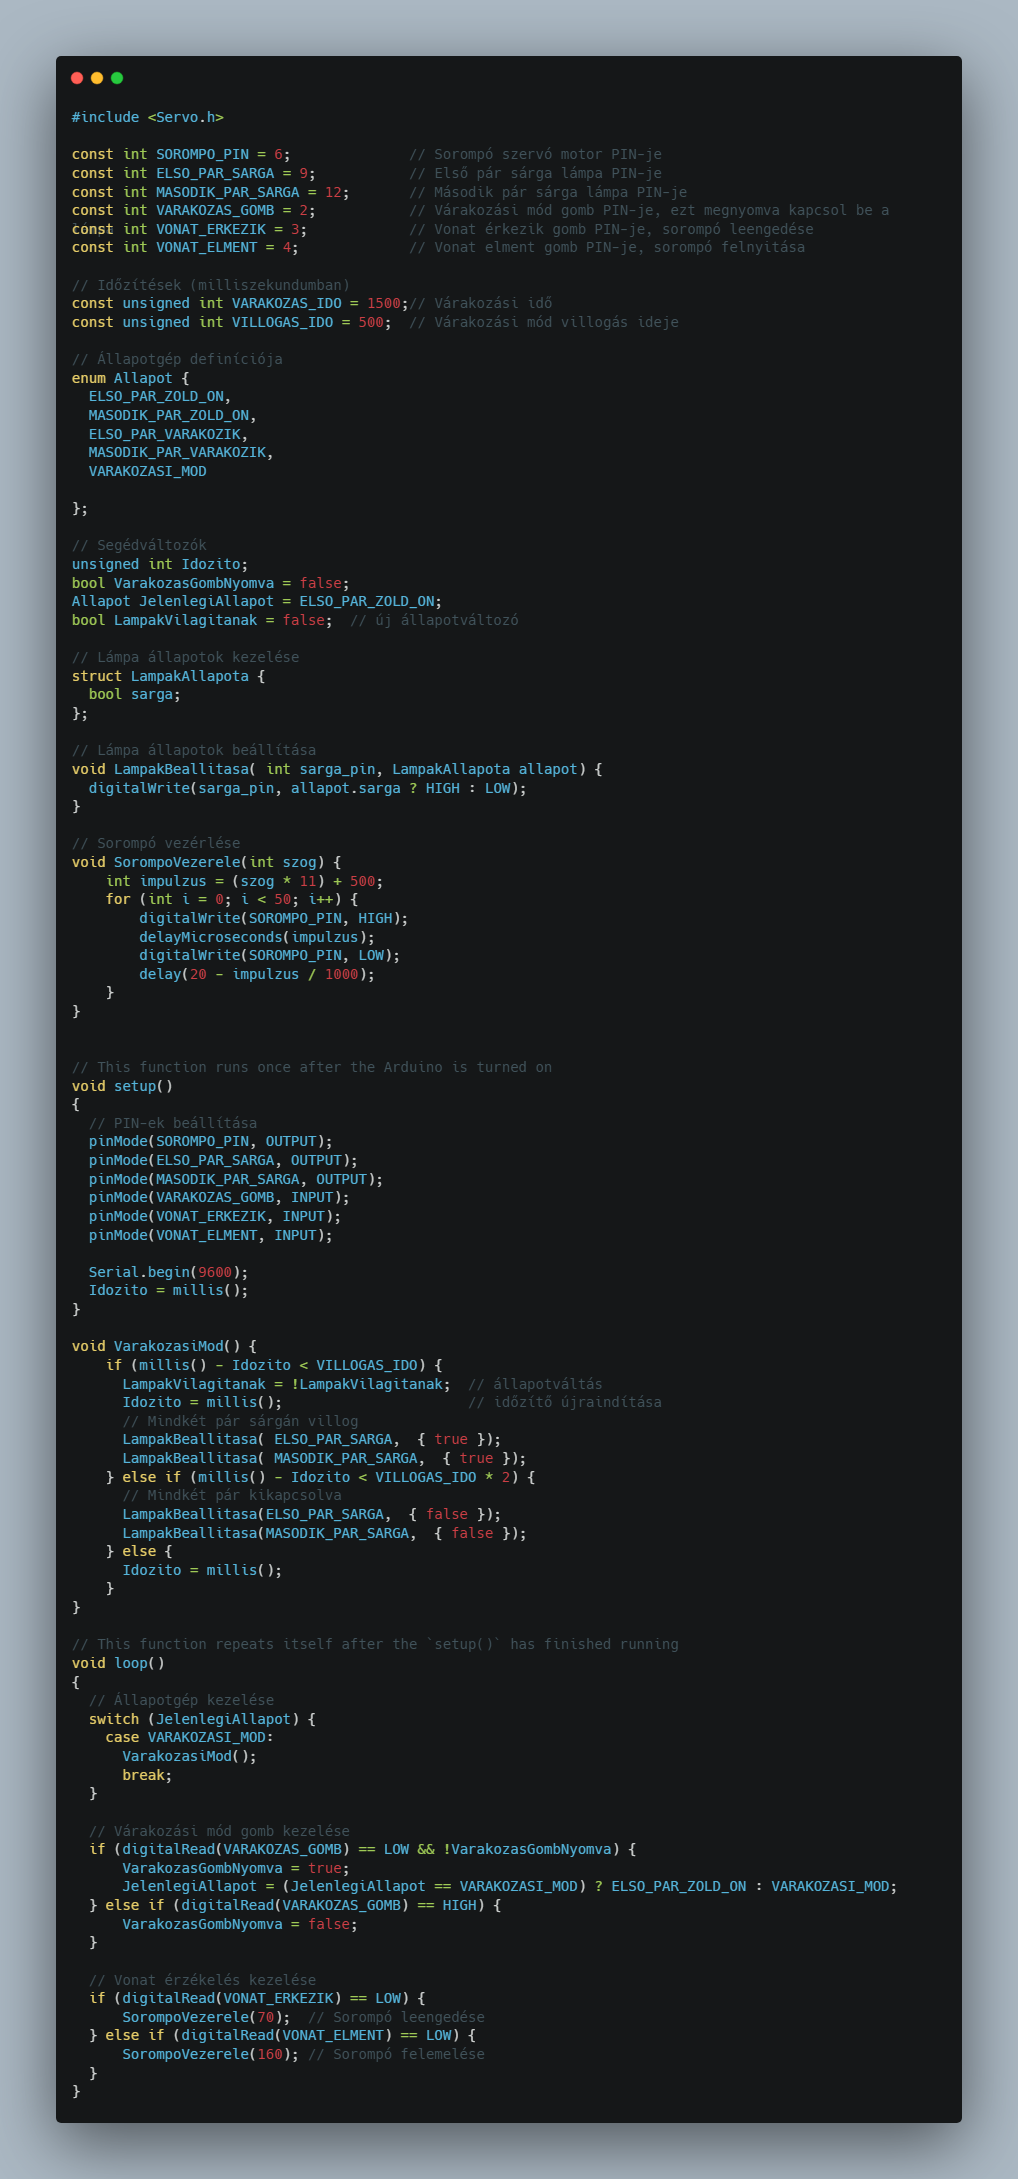 #include <Servo.h>
const int SOROMPO_PIN = 6;              // Sorompó szervó motor PIN-je
const int ELSO_PAR_SARGA = 9;           // Első pár sárga lámpa PIN-je
const int MASODIK_PAR_SARGA = 12;       // Második pár sárga lámpa PIN-je
const int VARAKOZAS_GOMB = 2;           // Várakozási mód gomb PIN-je, ezt megnyomva kapcsol be a
const int VONAT_ERKEZIK = 3;            // Vonat érkezik gomb PIN-je, sorompó leengedése
const int VONAT_ELMENT = 4;             // Vonat elment gomb PIN-je, sorompó felnyitása
// Időzítések (milliszekundumban)
const unsigned int VARAKOZAS_IDO = 1500;// Várakozási idő
const unsigned int VILLOGAS_IDO = 500;  // Várakozási mód villogás ideje
// Állapotgép definíciója
enum Allapot {
  ELSO_PAR_ZOLD_ON,
  MASODIK_PAR_ZOLD_ON,
  ELSO_PAR_VARAKOZIK,
  MASODIK_PAR_VARAKOZIK,
  VARAKOZASI_MOD
};
// Segédváltozók
unsigned int Idozito;
bool VarakozasGombNyomva = false;
Allapot JelenlegiAllapot = ELSO_PAR_ZOLD_ON;
bool LampakVilagitanak = false;  // új állapotváltozó
// Lámpa állapotok kezelése
struct LampakAllapota {
  bool sarga;
};
// Lámpa állapotok beállítása
void LampakBeallitasa( int sarga_pin, LampakAllapota allapot) {
  digitalWrite(sarga_pin, allapot.sarga ? HIGH : LOW);
}
// Sorompó vezérlése
void SorompoVezerele(int szog) {
    int impulzus = (szog * 11) + 500;
    for (int i = 0; i < 50; i++) {
        digitalWrite(SOROMPO_PIN, HIGH);
        delayMicroseconds(impulzus);
        digitalWrite(SOROMPO_PIN, LOW);
        delay(20 - impulzus / 1000);
    }
}
// This function runs once after the Arduino is turned on
void setup()
{
  // PIN-ek beállítása
  pinMode(SOROMPO_PIN, OUTPUT);
  pinMode(ELSO_PAR_SARGA, OUTPUT);
  pinMode(MASODIK_PAR_SARGA, OUTPUT);
  pinMode(VARAKOZAS_GOMB, INPUT);
  pinMode(VONAT_ERKEZIK, INPUT);
  pinMode(VONAT_ELMENT, INPUT);
  Serial.begin(9600);
  Idozito = millis();
}
void VarakozasiMod() {
    if (millis() - Idozito < VILLOGAS_IDO) {
      LampakVilagitanak = !LampakVilagitanak;  // állapotváltás
      Idozito = millis();                      // időzítő újraindítása
      // Mindkét pár sárgán villog
      LampakBeallitasa( ELSO_PAR_SARGA,  { true });
      LampakBeallitasa( MASODIK_PAR_SARGA,  { true });
    } else if (millis() - Idozito < VILLOGAS_IDO * 2) {
      // Mindkét pár kikapcsolva
      LampakBeallitasa(ELSO_PAR_SARGA,  { false });
      LampakBeallitasa(MASODIK_PAR_SARGA,  { false });
    } else {
      Idozito = millis();
    }
}
// This function repeats itself after the `setup()` has finished running
void loop()
{
  // Állapotgép kezelése
  switch (JelenlegiAllapot) {
    case VARAKOZASI_MOD:
      VarakozasiMod();
      break;
  }
  // Várakozási mód gomb kezelése
  if (digitalRead(VARAKOZAS_GOMB) == LOW && !VarakozasGombNyomva) {
      VarakozasGombNyomva = true;
      JelenlegiAllapot = (JelenlegiAllapot == VARAKOZASI_MOD) ? ELSO_PAR_ZOLD_ON : VARAKOZASI_MOD;
  } else if (digitalRead(VARAKOZAS_GOMB) == HIGH) {
      VarakozasGombNyomva = false;
  }
  // Vonat érzékelés kezelése
  if (digitalRead(VONAT_ERKEZIK) == LOW) {
      SorompoVezerele(70);  // Sorompó leengedése
  } else if (digitalRead(VONAT_ELMENT) == LOW) {
      SorompoVezerele(160); // Sorompó felemelése
  }
}